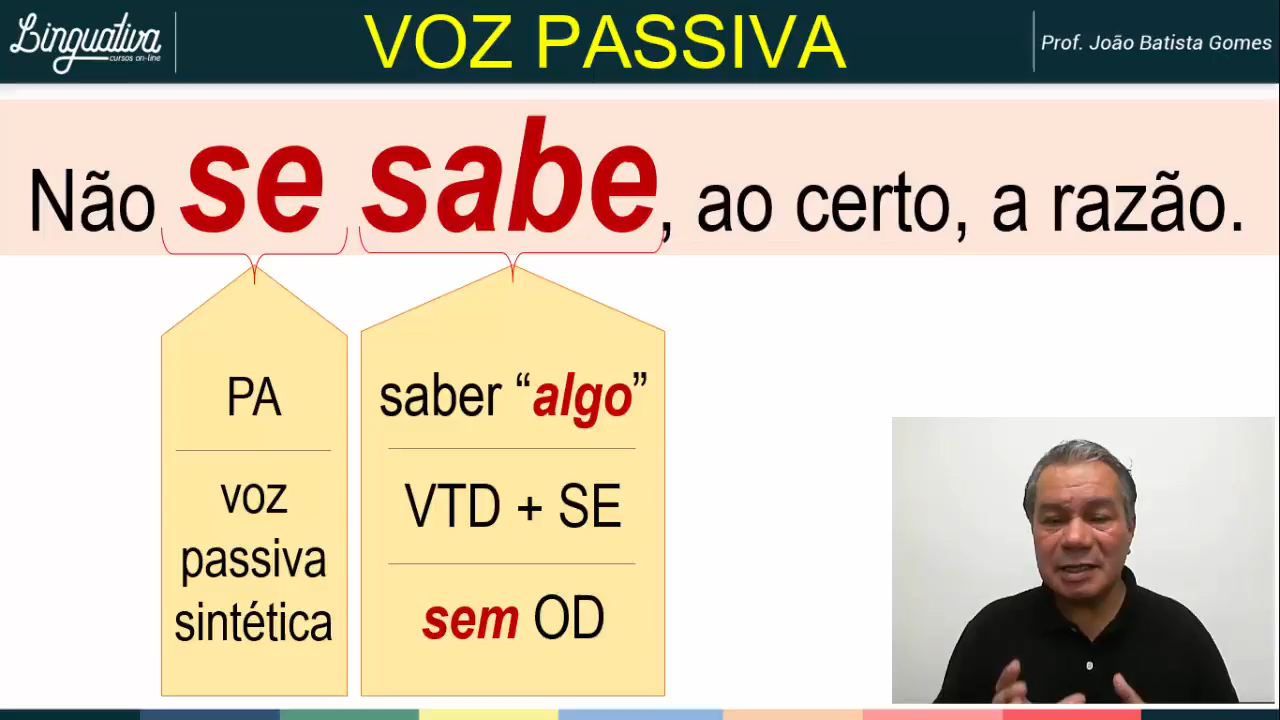 Linguativa
cursos on-line
VOZ PASSIVA
Prof. João Batista Gomes
Não se sabe, ao certo, a razão.
PA
voz
passiva
sintética
saber “algo”
VTD + SE
sem OD